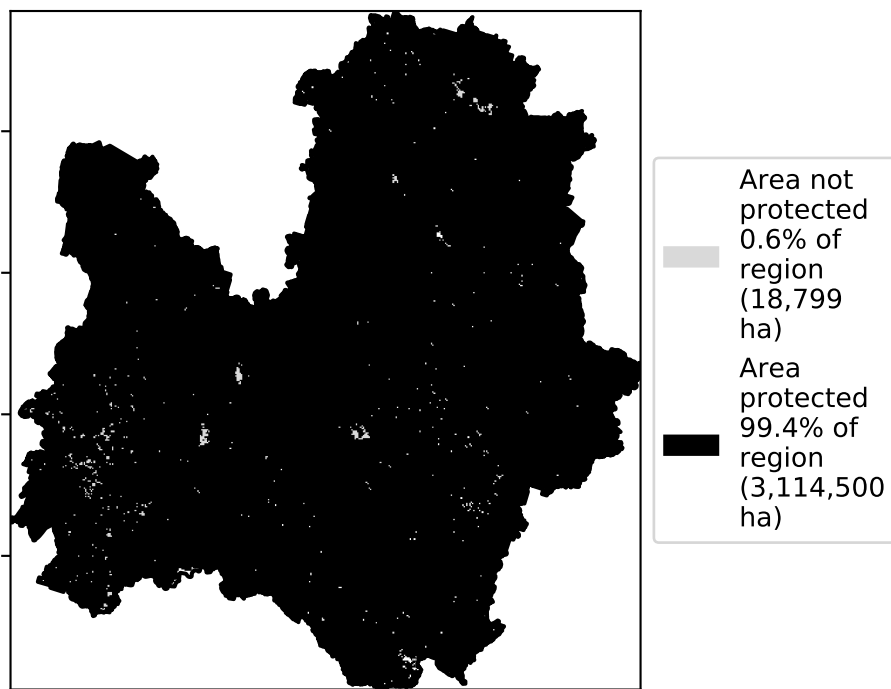 Area not
protected
0.6% of
region
(18,799
ha)
Area
protected
99.4% of
region
(3,114,500
ha)